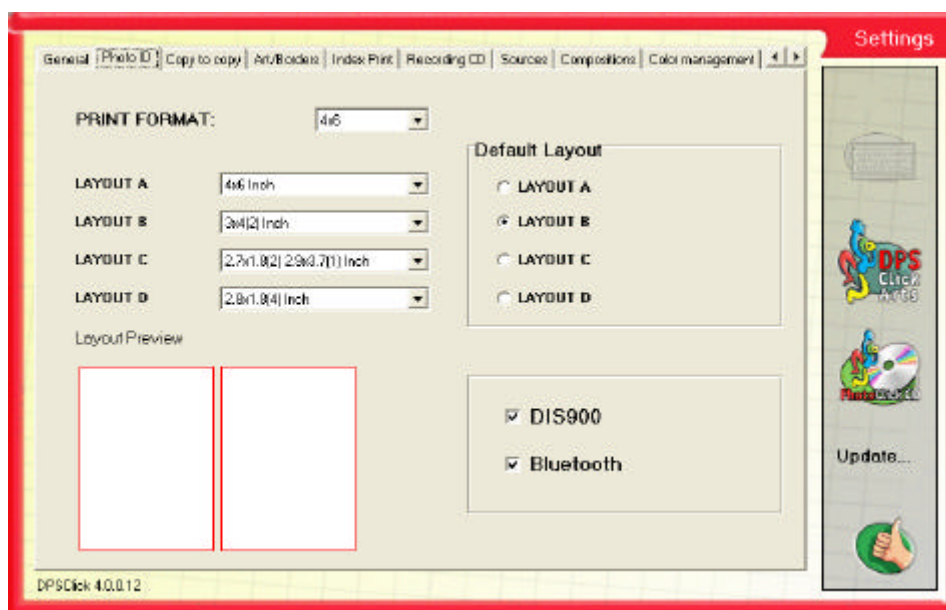 Settings
General Photo ID Copy to copy Art/Borders Index Print Recording CD Sources Compositions Color management
PRINT FORMAT: 4x6
Default Layout
LAYOUT A 4x6 Inch
LAYOUT A
LAYOUT B 3x4(2) Inch
LAYOUT B
LAYOUT C 2.7x1.8(2) 2.9x3.7(1) Inch
LAYOUT C
LAYOUT D 2.8x1.8(4) Inch
LAYOUT D
Layout Preview
DIS900
Bluetooth
DPS
Click
Arts
Update...
DPSClick 4.0.0.12